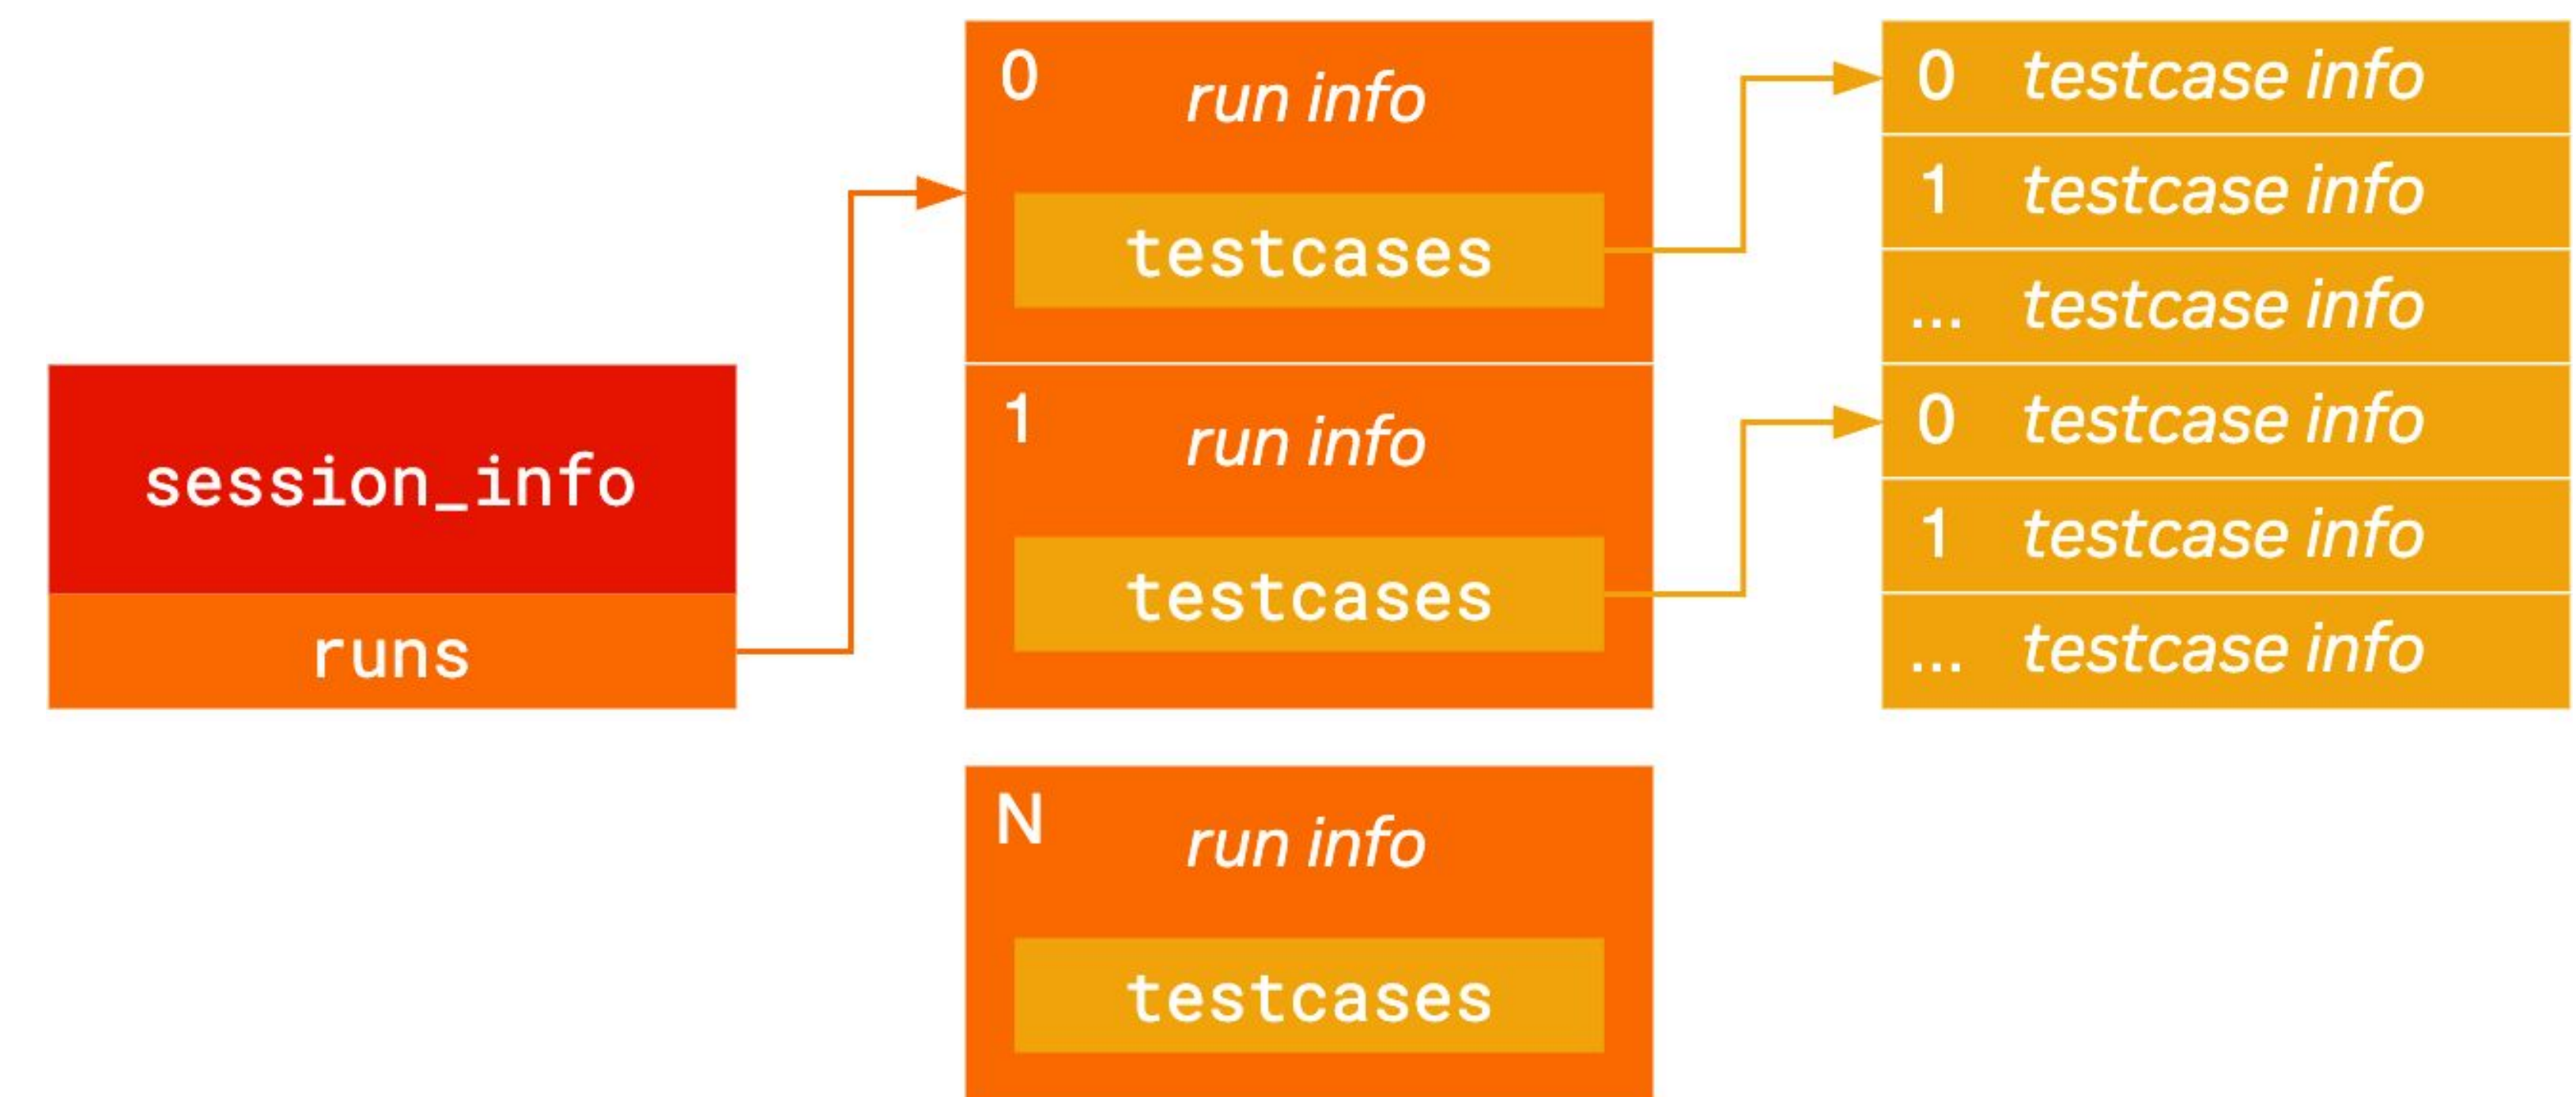 session_info
runs
0
run info
testcases
1
run info
testcases
N
run info
testcases
0 testcase info
1 testcase info
... testcase info
0 testcase info
1 testcase info
... testcase info